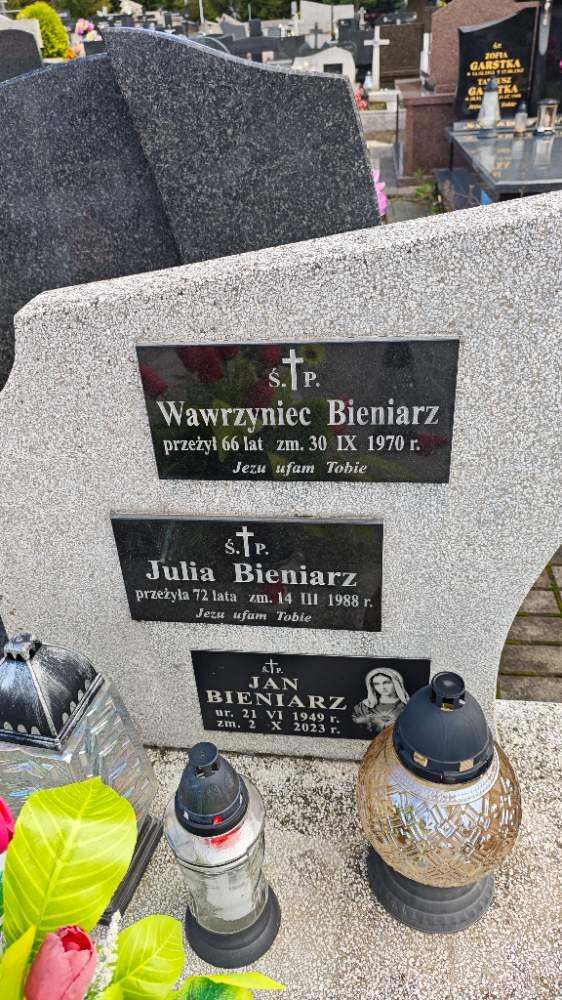 Ś. P.
ZOFIA
GARSTKA
GARSTKA
Ś. P.
Wawrzyniec Bieniarz
przeżył 66 lat zm. 30 IX 1970 r.
Jezu ufam Tobie
Ś. P.
Julia Bieniarz
przeżyła 72 lata zm. 14 III 1988 r.
Jezu ufam Tobie
Ś. P.
JAN
BIENIARZ
ur. 21 VI 1949 r.
zm. 2 X 2023 r.